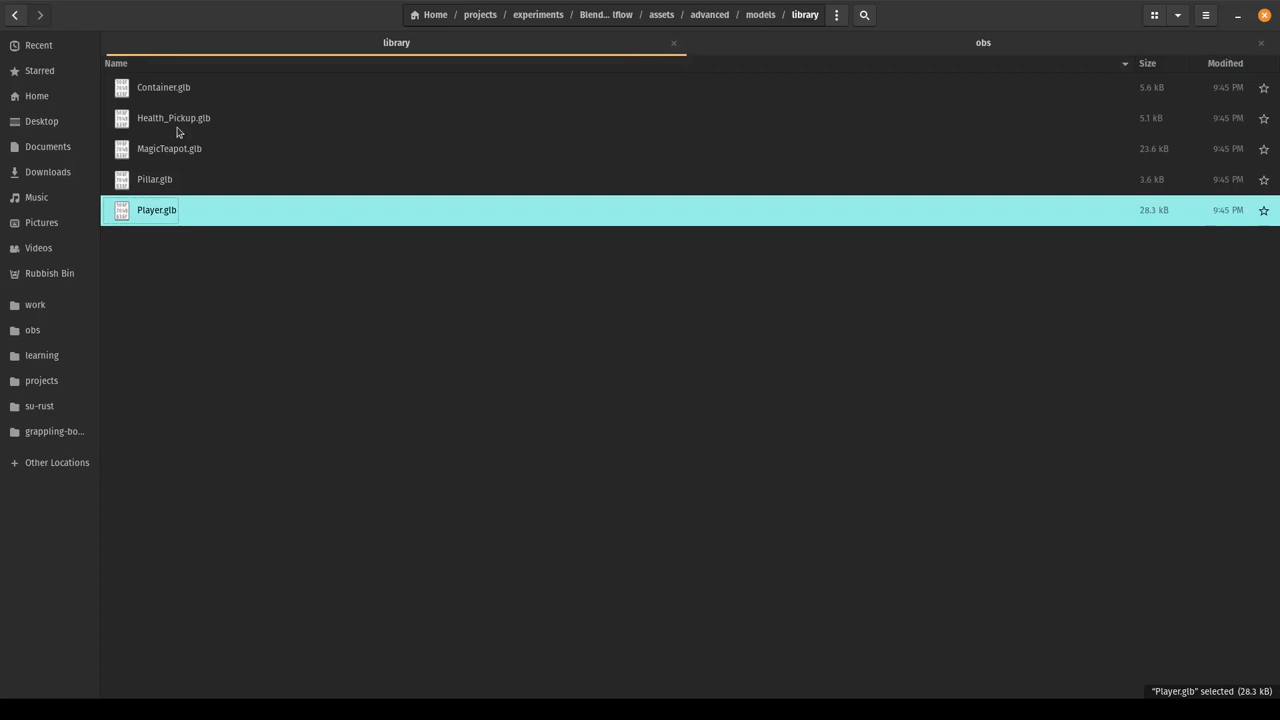 Home / projects / experiments / Blend... lflow / assets / advanced / models / library
Recent
Starred
Home
Desktop
Documents
Downloads
Music
Pictures
Videos
Rubbish Bin
work
obs
learning
projects
su-rust
grappling-bo...
+ Other Locations
library
obs
Name Size Modified
Container.glb 5.6 kB 9:45 PM
Health_Pickup.glb 5.1 kB 9:45 PM
MagicTeapot.glb 23.6 kB 9:45 PM
Pillar.glb 3.6 kB 9:45 PM
Player.glb 28.3 kB 9:45 PM
"Player.glb" selected (28.3 kB)